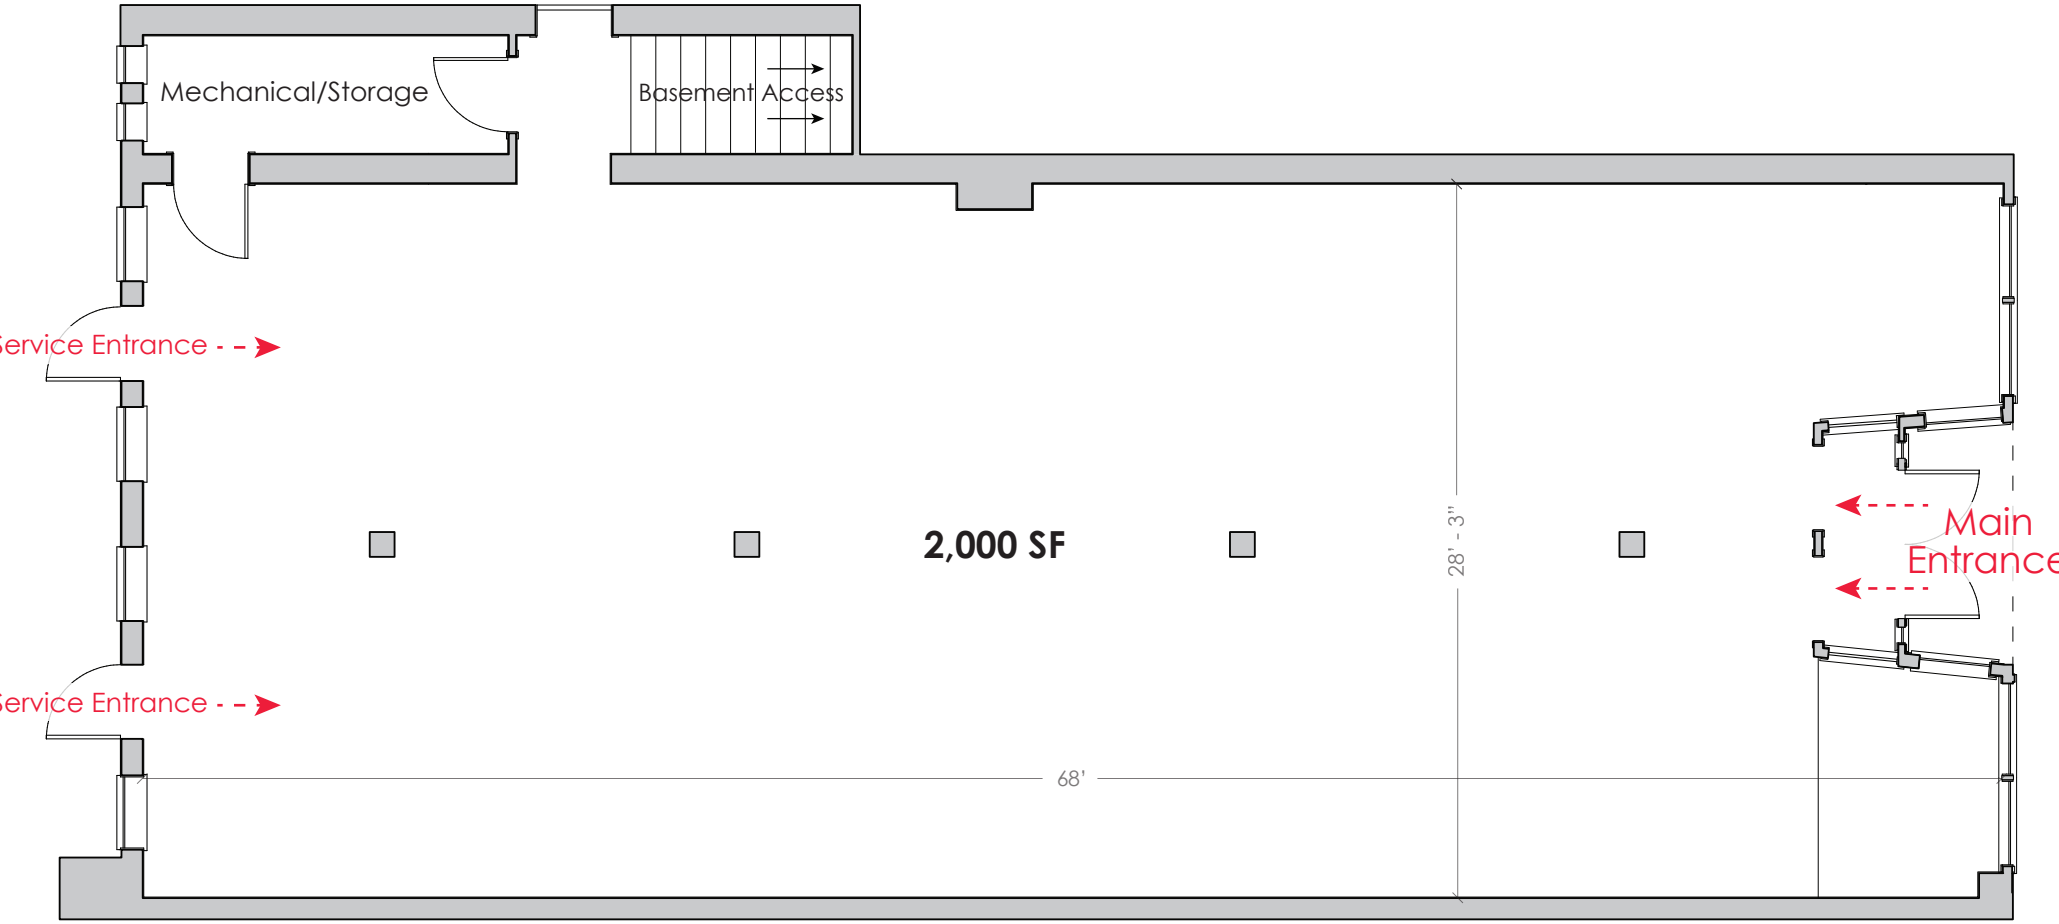 Mechanical/Storage
Basement Access
Service Entrance
28' - 3"
Main
Entrance
2,000 SF
Service Entrance
68'